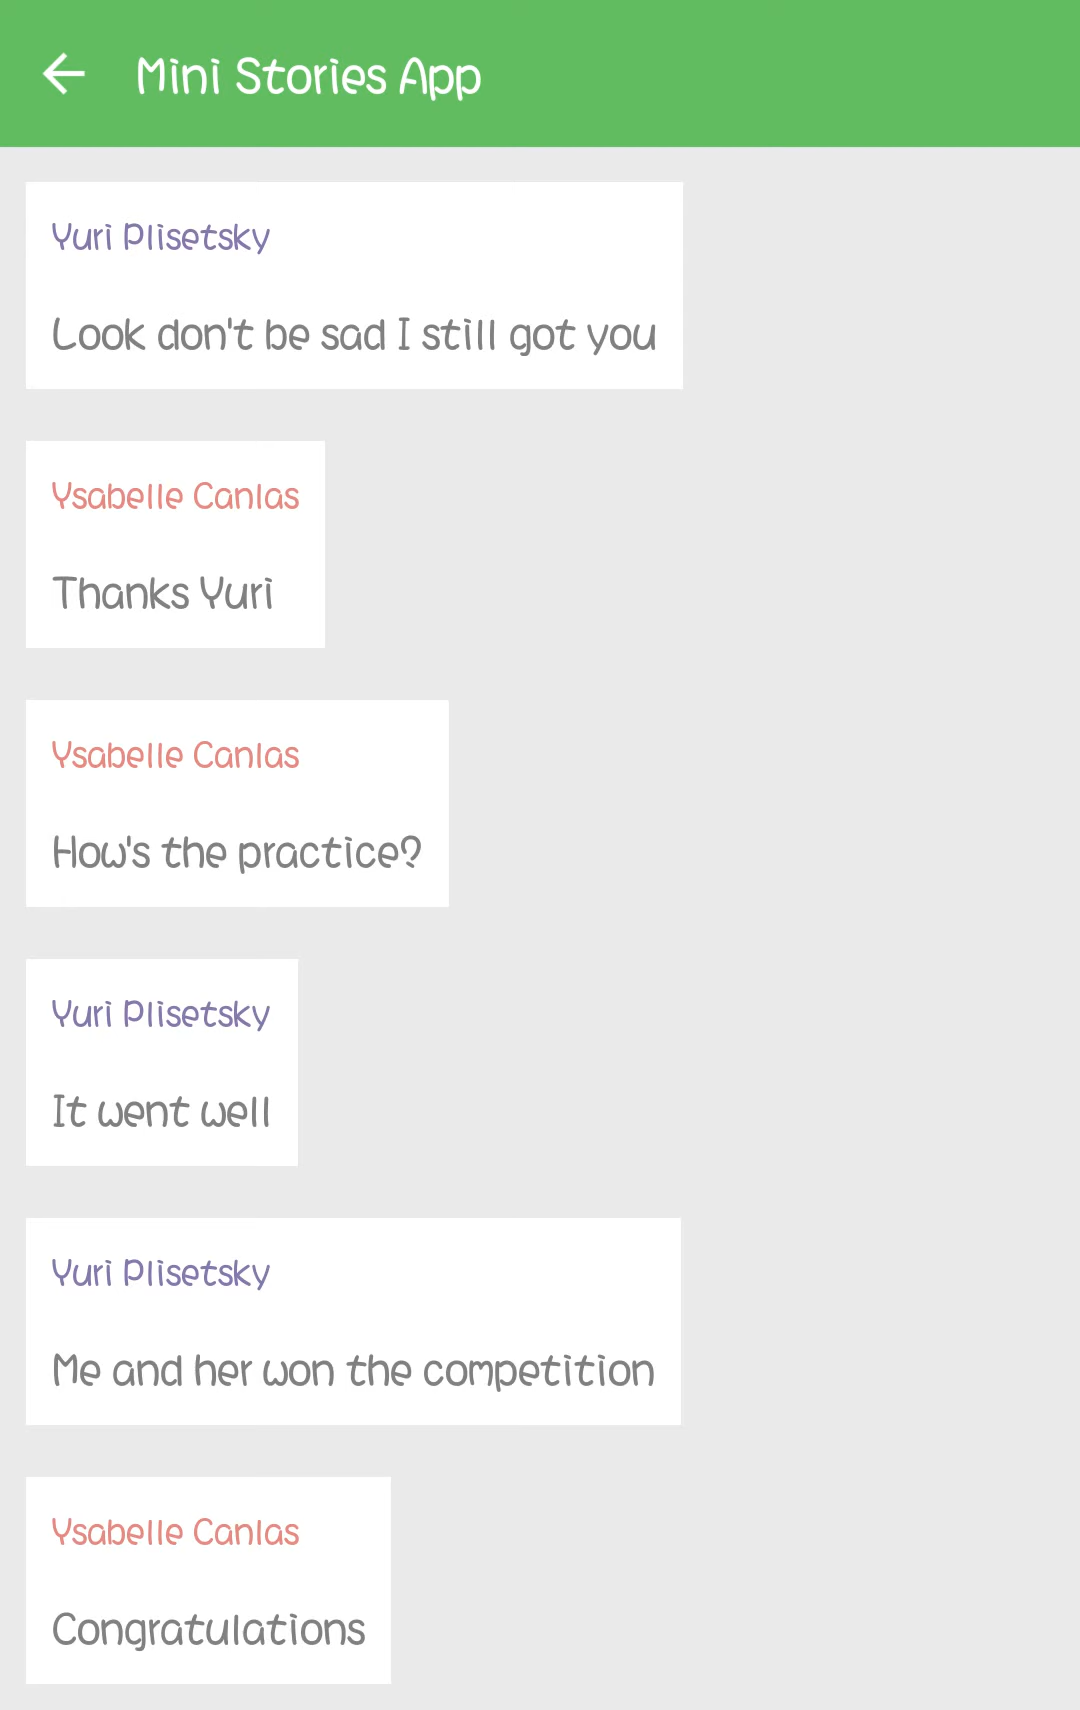 Mini Stories App
Yuri Plisetsky
Look don't be sad I still got you
Ysabelle Canlas
Thanks Yuri
Ysabelle Canlas
How's the practice?
Yuri Plisetsky
It went well
Yuri Plisetsky
Me and her won the competition
Ysabelle Canlas
Congratulations